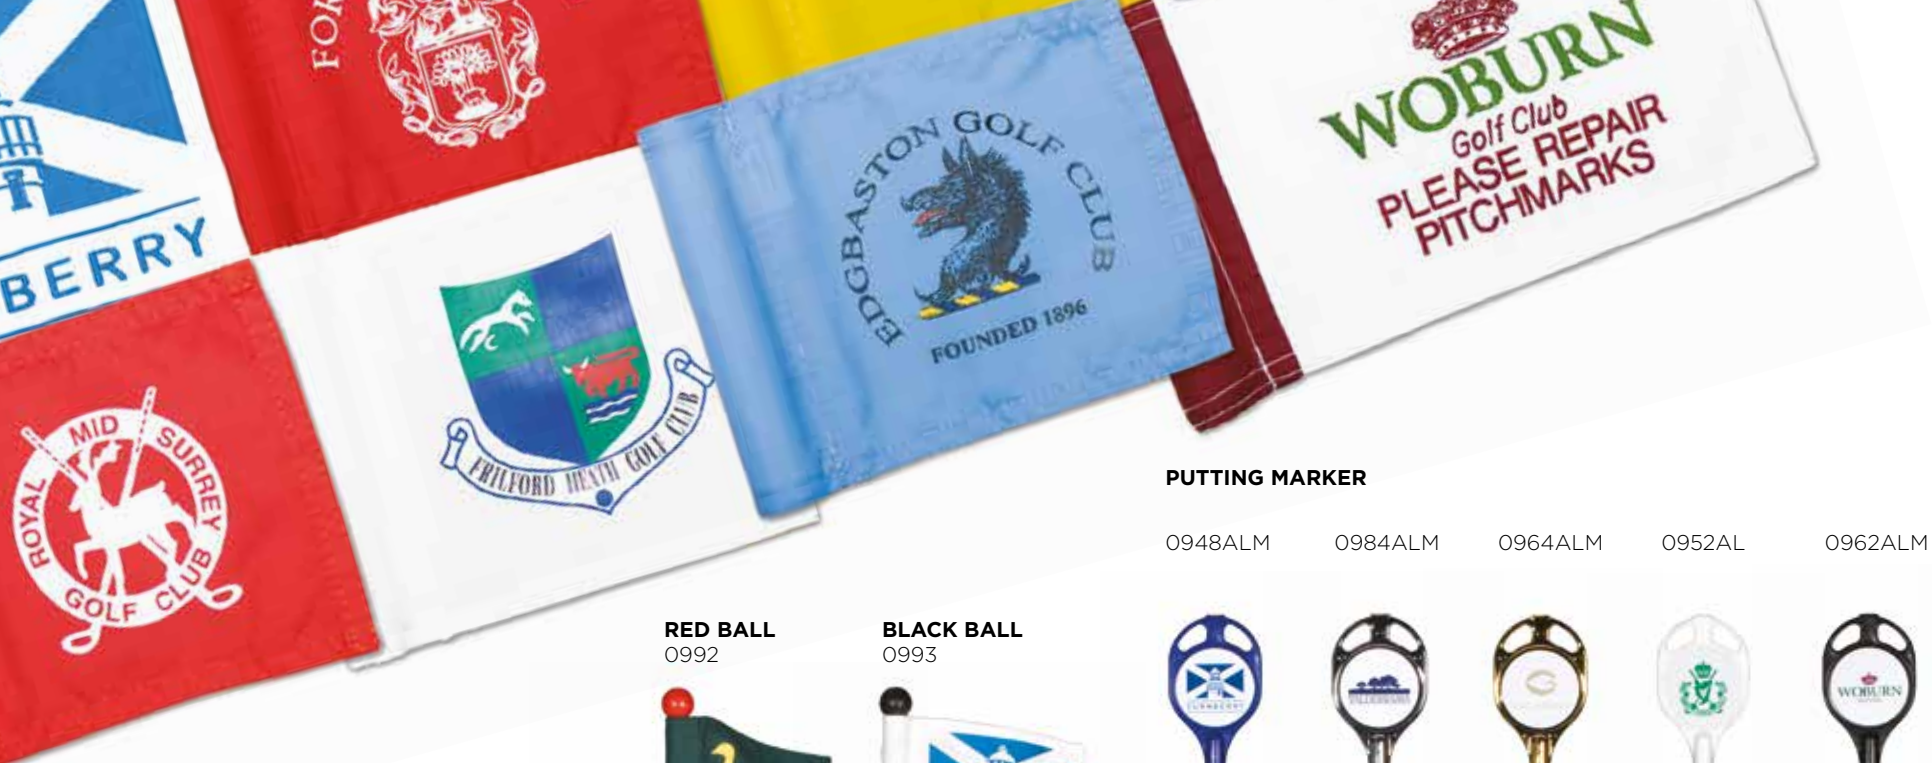 FOR
BERRY
ROYAL MID SURREY
GOLF CLUB
FRILFORD HEATH GOLF CLUB
EDGBASTON GOLF CLUB
FOUNDED 1896
WOBURN
Golf Club
PLEASE REPAIR
PITCHMARKS
PUTTING MARKER
0948ALM
0984ALM
0964ALM
0952AL
0962ALM
RED BALL
0992
BLACK BALL
0993
TURNBERRY
WOBURN